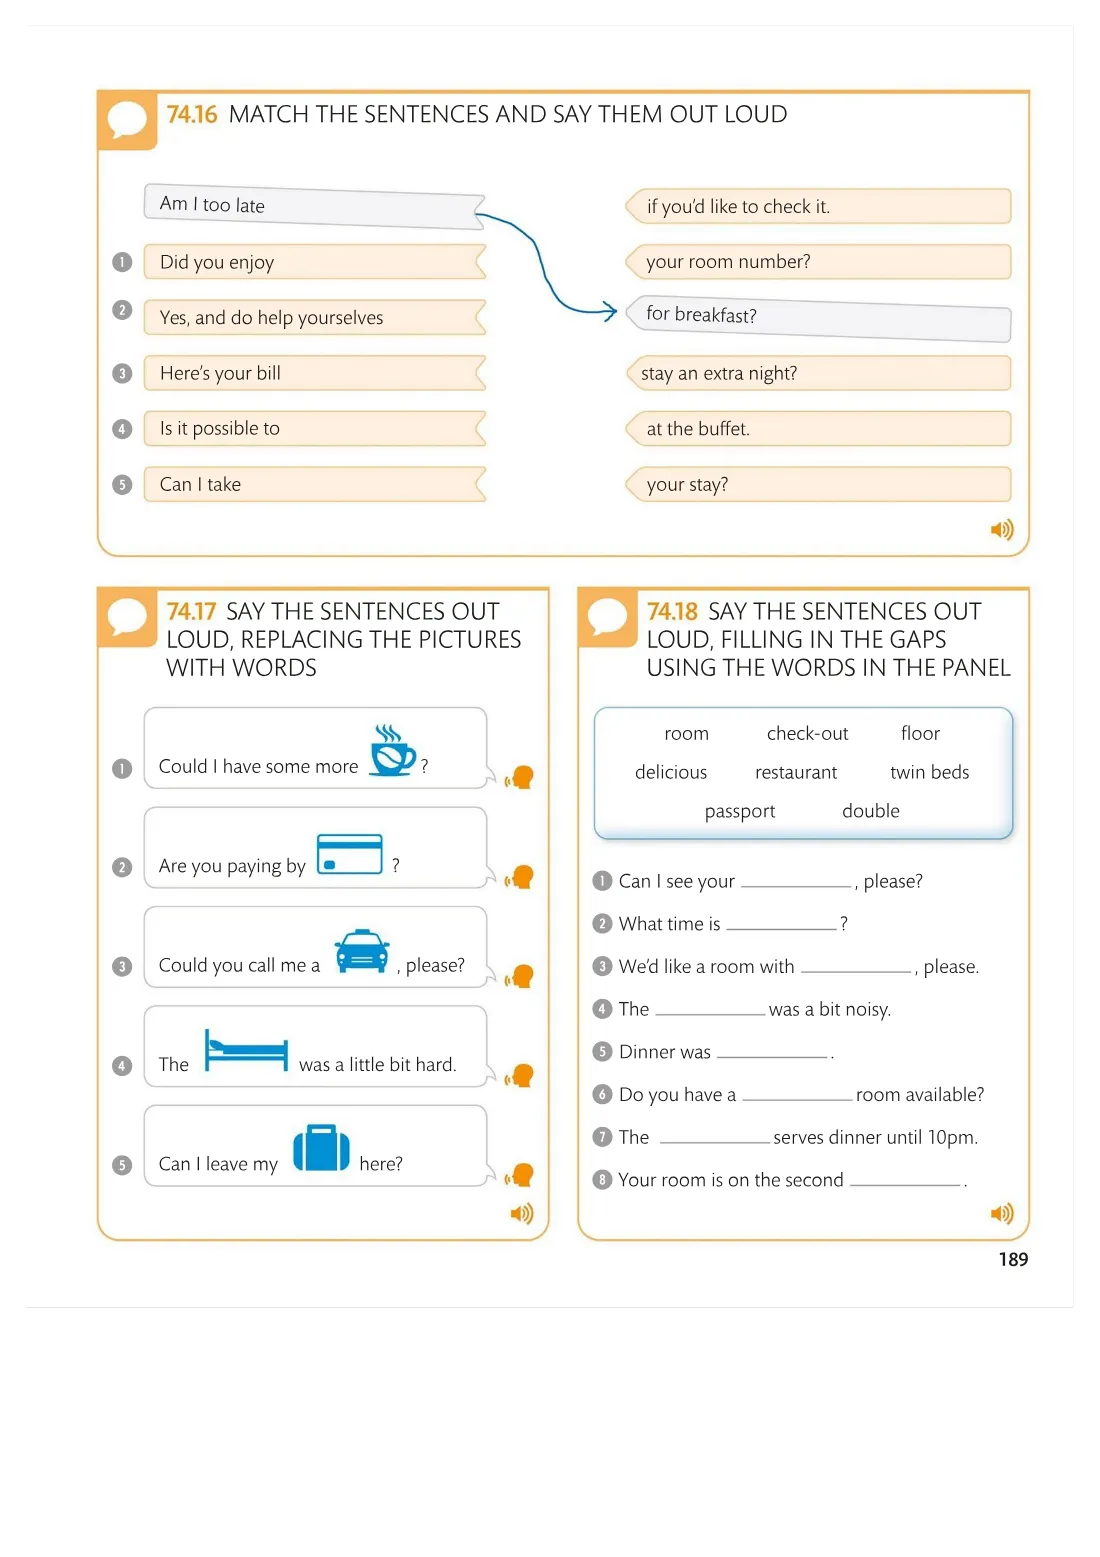 74.16 MATCH THE SENTENCES AND SAY THEM OUT LOUD
Am I too late
1 Did you enjoy
2 Yes, and do help yourselves
3 Here's your bill
4 Is it possible to
5 Can I take
if you'd like to check it.
your room number?
for breakfast?
stay an extra night?
at the buffet.
your stay?
74.17 SAY THE SENTENCES OUT
LOUD, REPLACING THE PICTURES
WITH WORDS
1 Could I have some more ?
2 Are you paying by ?
3 Could you call me a , please?
4 The was a little bit hard.
5 Can I leave my here?
74.18 SAY THE SENTENCES OUT
LOUD, FILLING IN THE GAPS
USING THE WORDS IN THE PANEL
room check-out floor
delicious restaurant twin beds
passport double
1 Can I see your ____________, please?
2 What time is ____________?
3 We'd like a room with ____________, please.
4 The ____________ was a bit noisy.
5 Dinner was ____________.
6 Do you have a ____________ room available?
7 The ____________ serves dinner until 10pm.
8 Your room is on the second ____________.
189